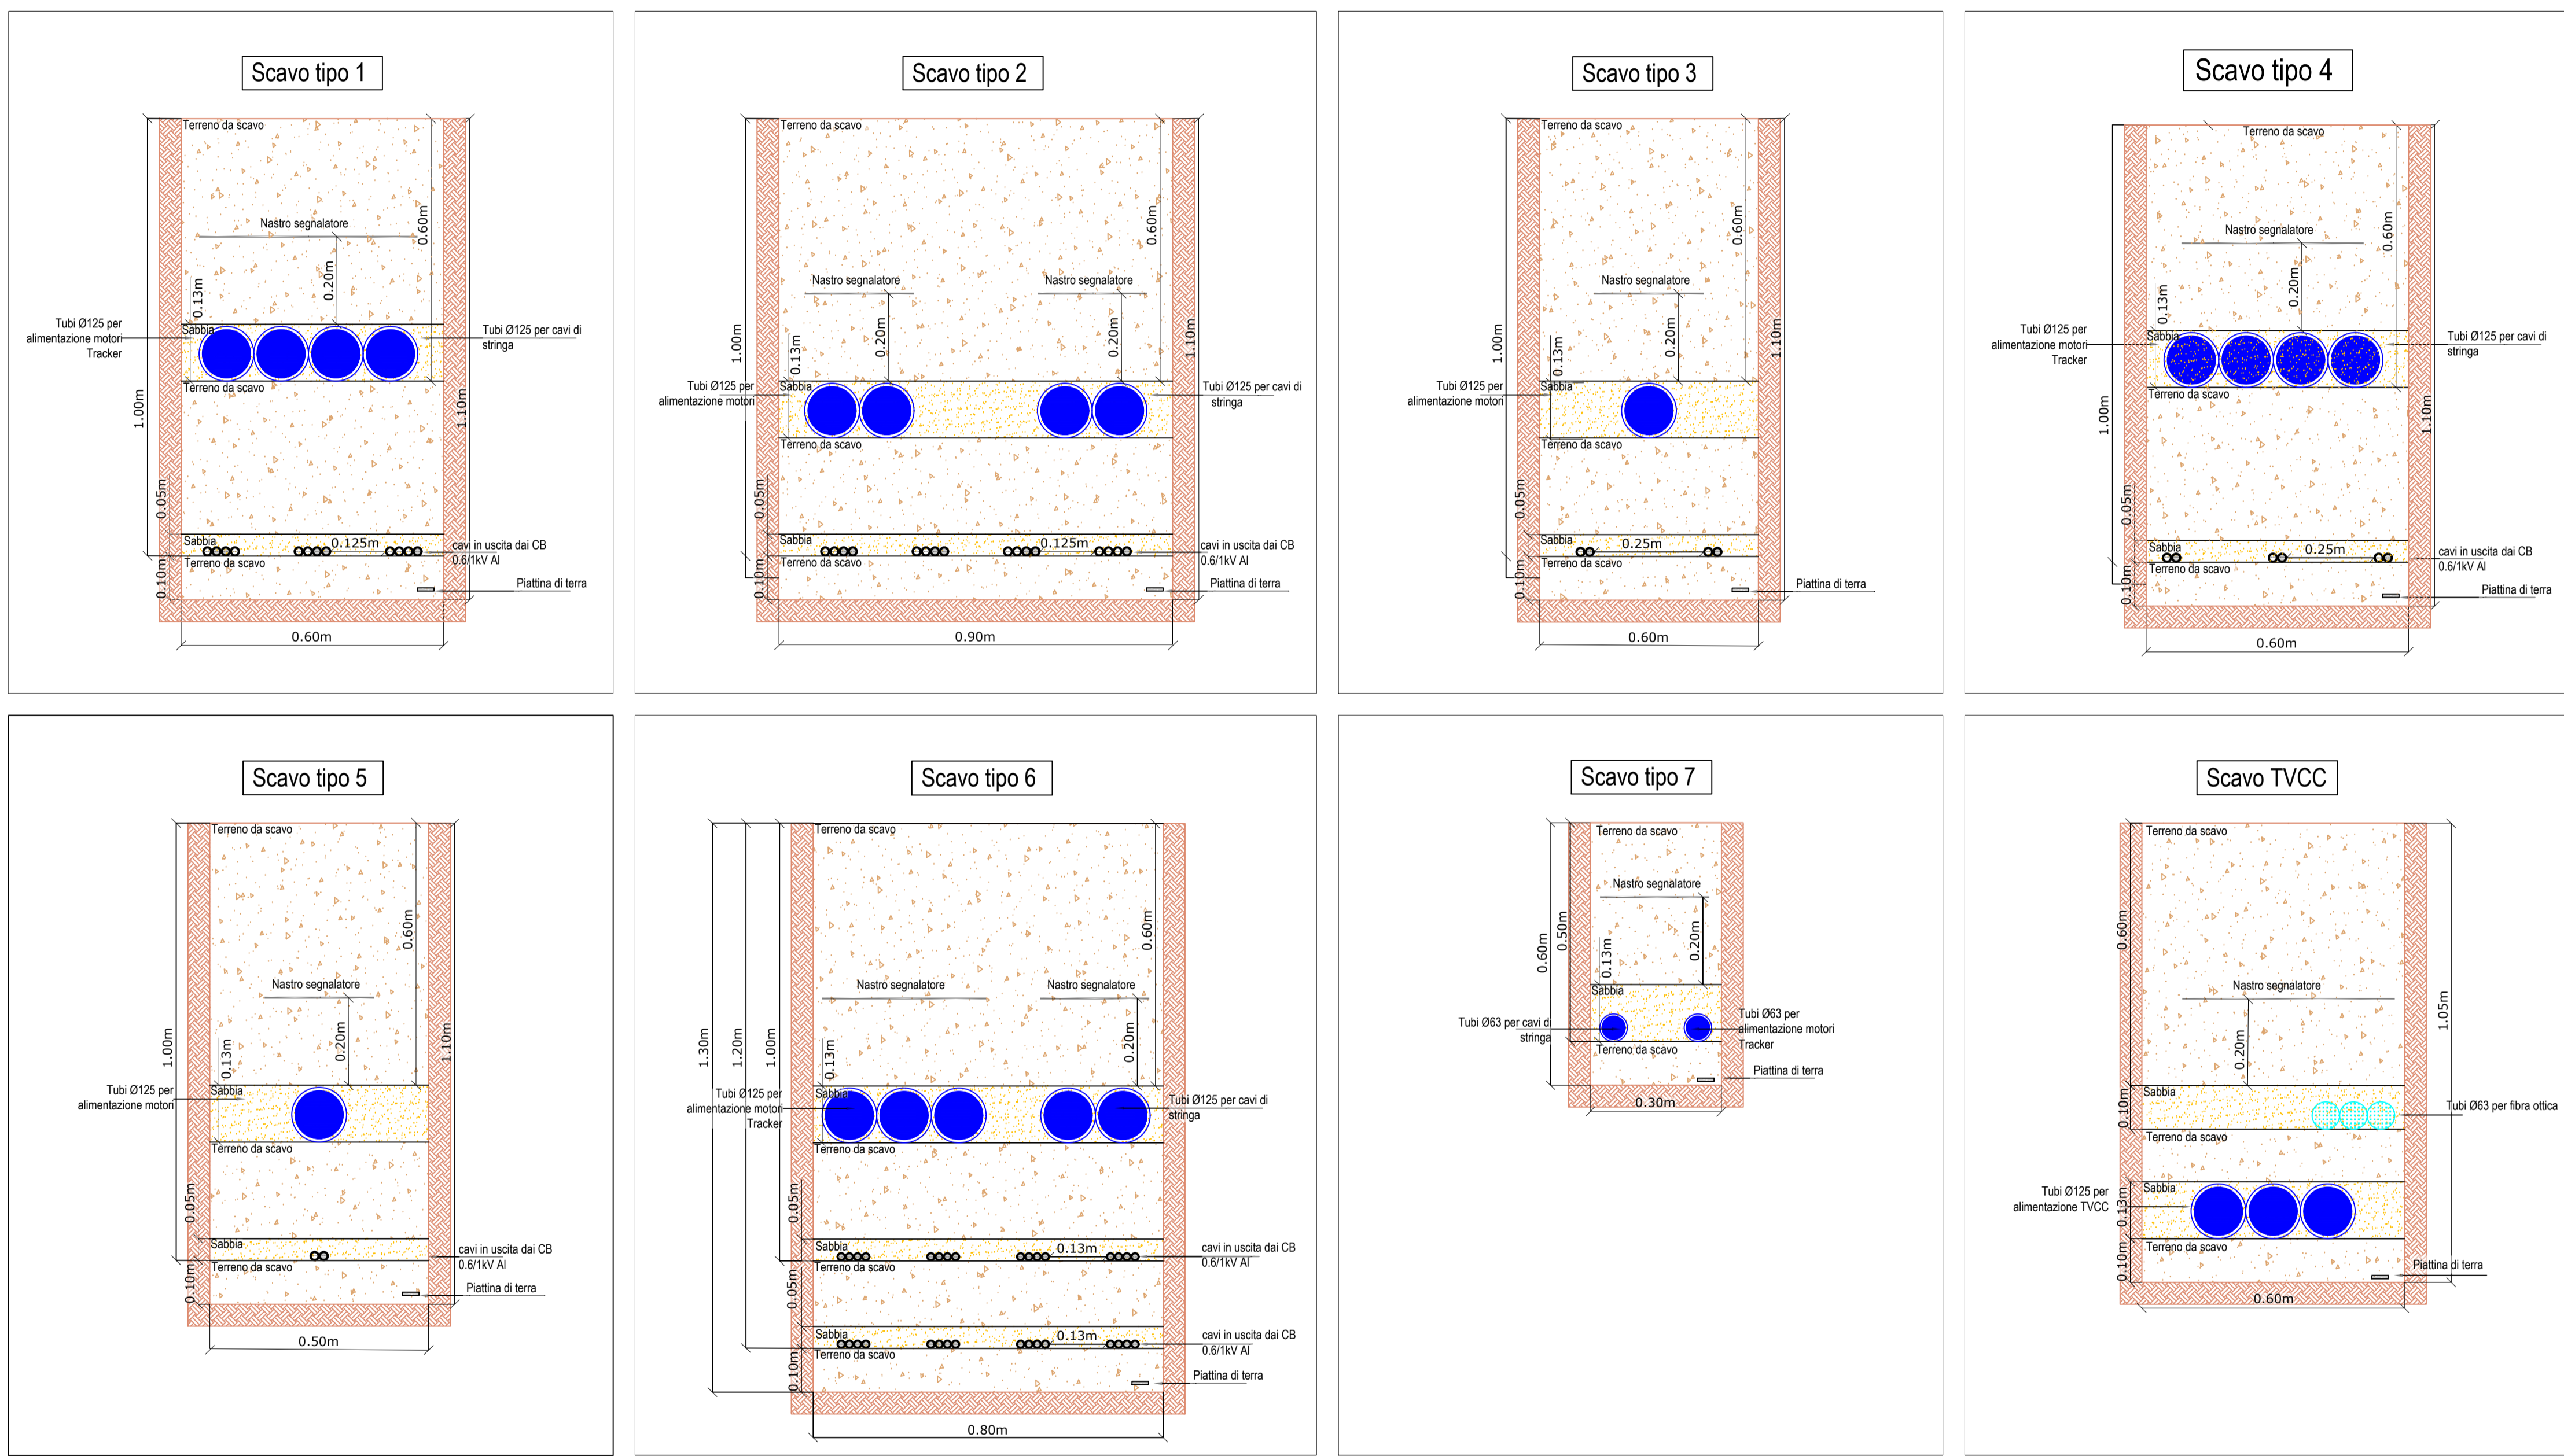 Scavo tipo 1
Terreno da scavo
Nastro segnalatore
0.60m
0.20m
0.13m
Sabbia
Tubi Ø125 per
alimentazione motori
Tracker
Tubi Ø125 per cavi di
stringa
Terreno da scavo
1.00m
1.10m
0.05m
Sabbia
0.125m
cavi in uscita dai CB
0.6/1kV Al
Terreno da scavo
0.10m
Piattina di terra
0.60m
Scavo tipo 2
Terreno da scavo
0.60m
Nastro segnalatore
Nastro segnalatore
1.00m
0.13m
0.20m
0.20m
1.10m
Tubi Ø125 per
alimentazione motori
Sabbia
Tubi Ø125 per cavi di
stringa
Terreno da scavo
0.05m
Sabbia
0.125m
cavi in uscita dai CB
0.6/1kV Al
Terreno da scavo
0.10m
Piattina di terra
0.90m
Scavo tipo 3
Terreno da scavo
0.60m
Nastro segnalatore
1.00m
0.13m
0.20m
1.10m
Tubi Ø125 per
alimentazione motori
Sabbia
Terreno da scavo
0.05m
Sabbia
0.25m
Terreno da scavo
0.10m
Piattina di terra
0.60m
Scavo tipo 4
Terreno da scavo
Nastro segnalatore
0.60m
0.20m
0.13m
Tubi Ø125 per
alimentazione motori
Tracker
Sabbia
Tubi Ø125 per cavi di
stringa
Terreno da scavo
1.00m
1.10m
0.05m
Sabbia
0.25m
cavi in uscita dai CB
0.6/1kV Al
Terreno da scavo
0.10m
Piattina di terra
0.60m
Scavo tipo 5
Terreno da scavo
0.60m
Nastro segnalatore
1.00m
0.13m
0.20m
1.10m
Tubi Ø125 per
alimentazione motori
Sabbia
Terreno da scavo
0.05m
Sabbia
cavi in uscita dai CB
0.6/1kV Al
Terreno da scavo
0.10m
Piattina di terra
0.50m
Scavo tipo 6
Terreno da scavo
0.60m
Nastro segnalatore
Nastro segnalatore
1.30m
1.20m
1.00m
0.13m
0.20m
Tubi Ø125 per
alimentazione motori
Tracker
Sabbia
Tubi Ø125 per cavi di
stringa
Terreno da scavo
0.05m
Sabbia
0.13m
cavi in uscita dai CB
0.6/1kV Al
Terreno da scavo
0.05m
Sabbia
0.13m
cavi in uscita dai CB
0.6/1kV Al
Terreno da scavo
0.10m
Piattina di terra
0.80m
Scavo tipo 7
Terreno da scavo
Nastro segnalatore
0.60m
0.50m
0.13m
0.20m
Sabbia
Tubi Ø63 per cavi di
stringa
Tubi Ø63 per
alimentazione motori
Tracker
Terreno da scavo
Piattina di terra
0.30m
Scavo TVCC
Terreno da scavo
0.60m
Nastro segnalatore
0.20m
1.05m
Sabbia
0.10m
Tubi Ø63 per fibra ottica
Terreno da scavo
Tubi Ø125 per
alimentazione TVCC
Sabbia
0.13m
Terreno da scavo
0.10m
Piattina di terra
0.60m